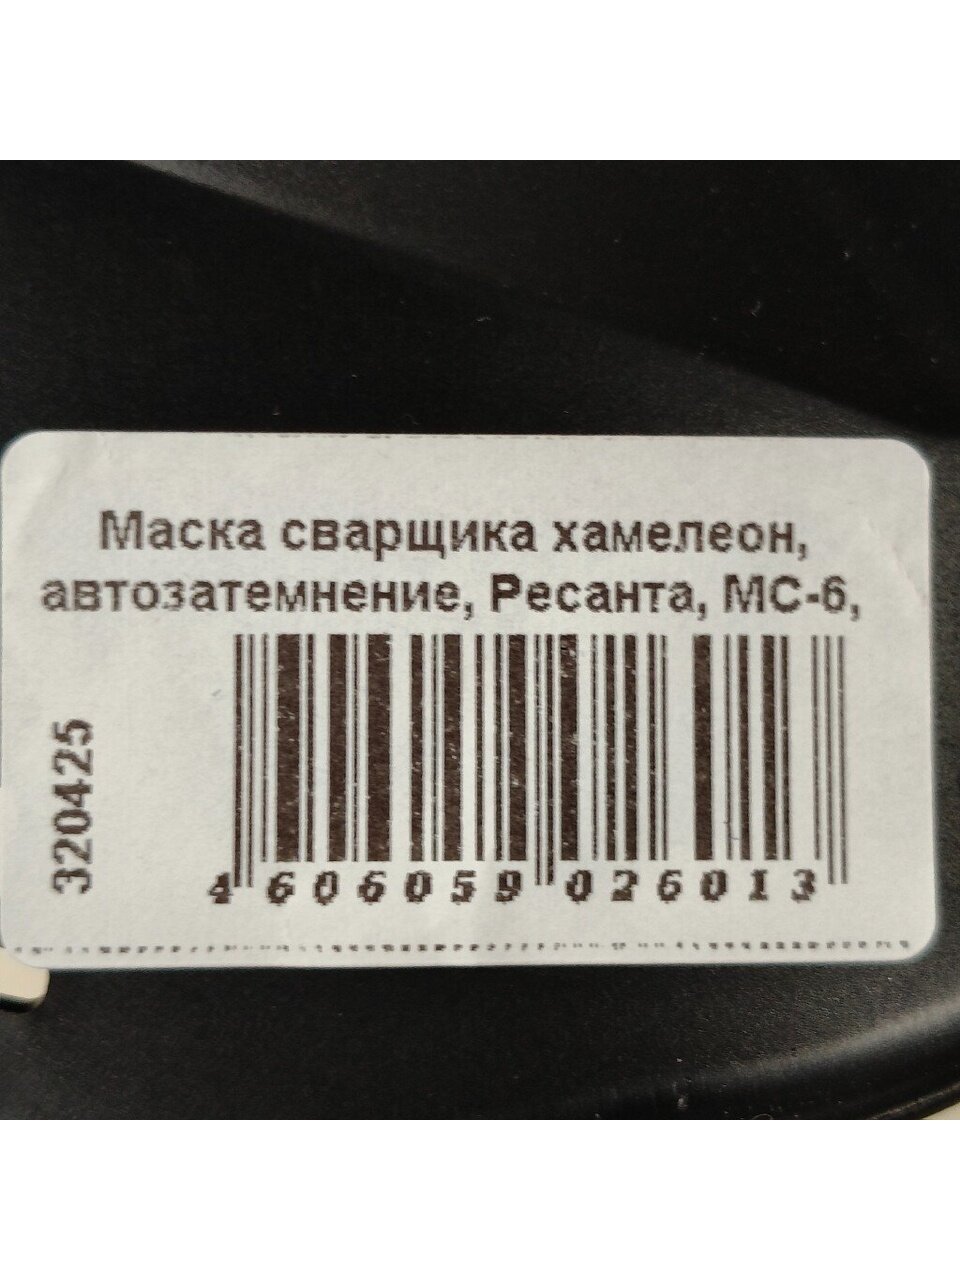 Маска сварщика хамелеон,
автозатемнение, Ресанта, МС-6,
320425
4 606059 026013